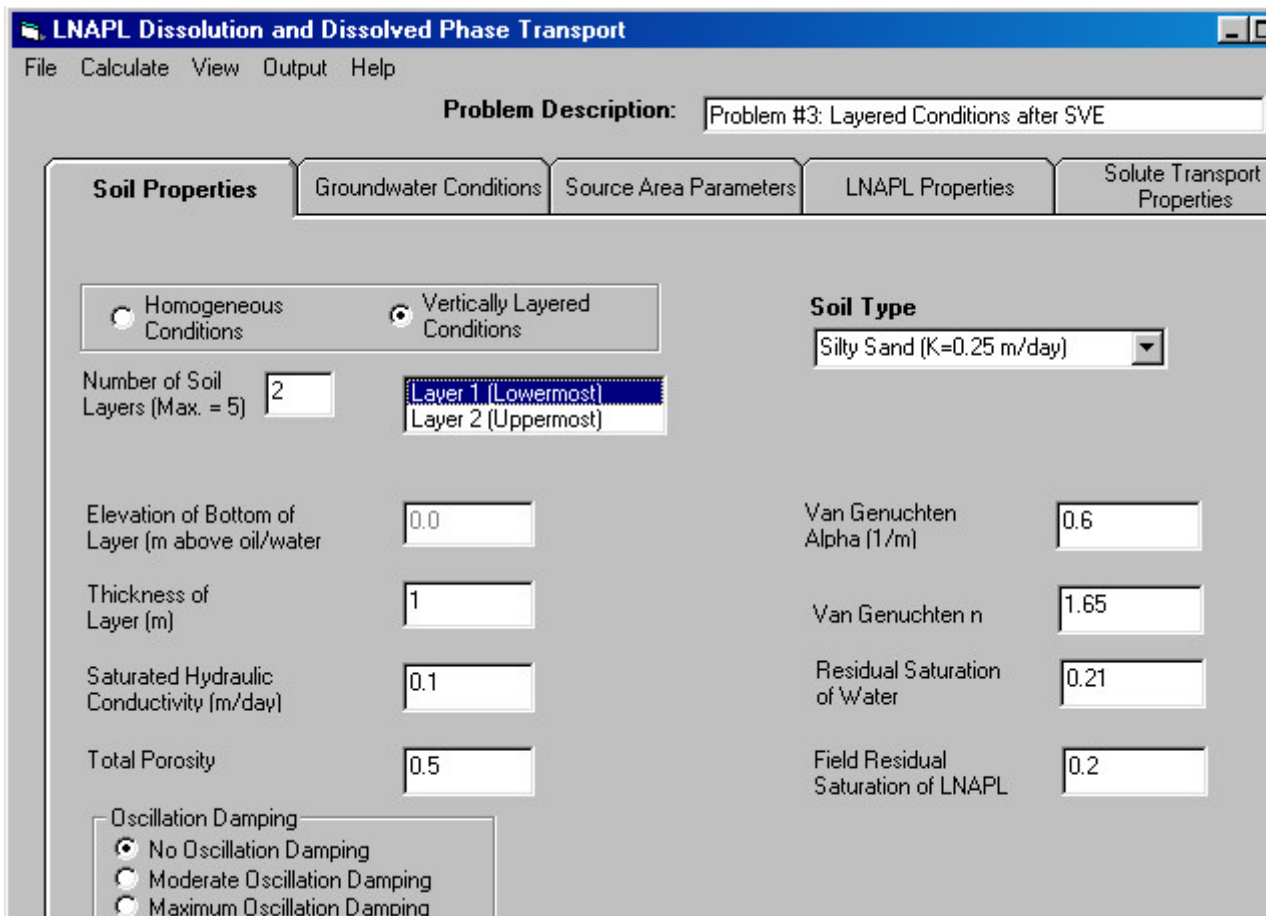 LNAPL Dissolution and Dissolved Phase Transport
File Calculate View Output Help
Problem Description: Problem #3: Layered Conditions after SVE
Soil Properties
Groundwater Conditions
Source Area Parameters
LNAPL Properties
Solute Transport
Properties
Homogeneous
Conditions
Vertically Layered
Conditions
Soil Type
Silty Sand (K=0.25 m/day)
Number of Soil
Layers (Max. = 5)
2
Layer 1 (Lowermost)
Layer 2 (Uppermost)
Elevation of Bottom of
Layer (m above oil/water
0.0
Van Genuchten
Alpha (1/m)
0.6
Thickness of
Layer (m)
1
Van Genuchten n
1.65
Saturated Hydraulic
Conductivity (m/day)
0.1
Residual Saturation
of Water
0.21
Total Porosity
0.5
Field Residual
Saturation of LNAPL
0.2
Oscillation Damping
No Oscillation Damping
Moderate Oscillation Damping
Maximum Oscillation Damping